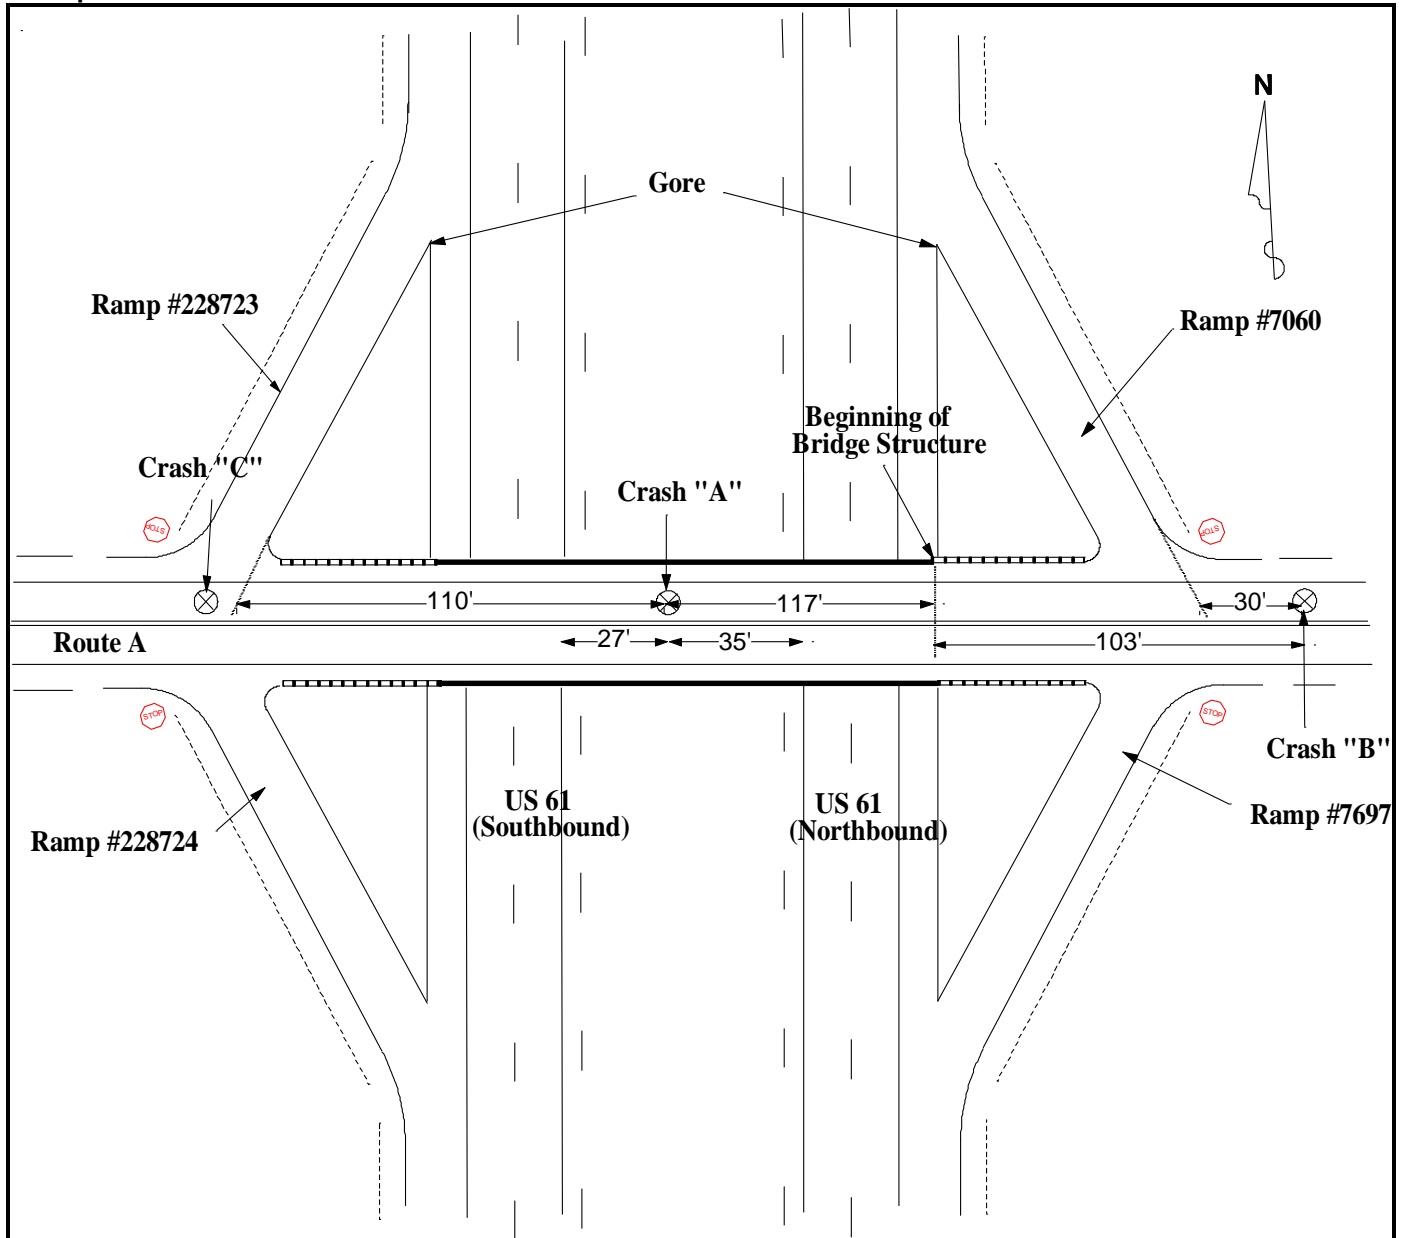 N
Gore
Ramp #228723
Ramp #7060
Beginning of
Bridge Structure
Crash "C"
Crash "A"
STOP
STOP
110'
117'
30'
Route A
27'
35'
103'
STOP
STOP
Crash "B"
US 61
(Southbound)
US 61
(Northbound)
Ramp #228724
Ramp #7697